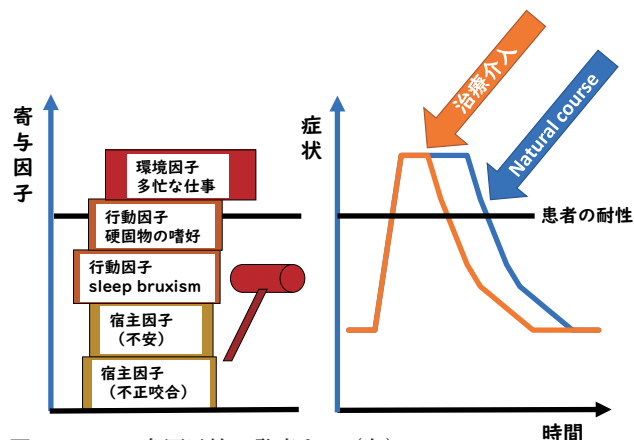 寄与因子
環境因子
多忙な仕事
行動因子
硬固物の嗜好
行動因子
sleep bruxism
宿主因子
（不安）
宿主因子
（不正咬合）
症状
治療介入
Natural course
患者の耐性
時間